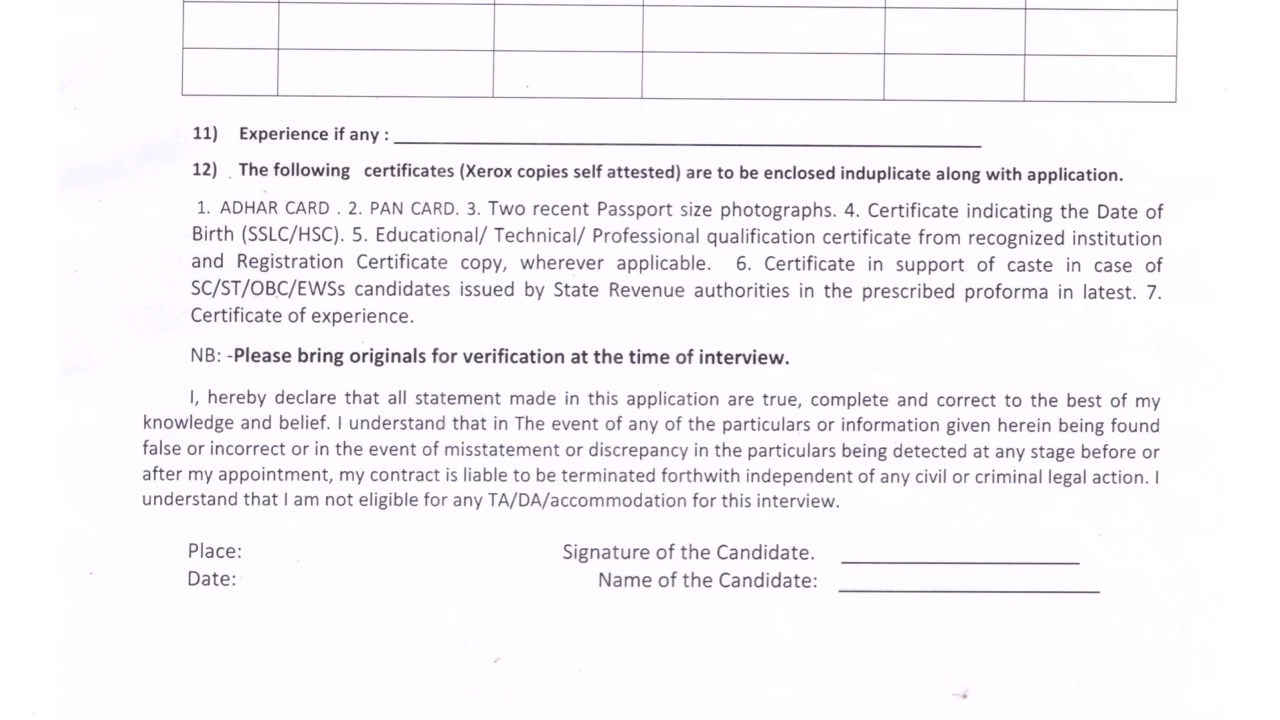 11) Experience if any :
12) The following certificates (Xerox copies self attested) are to be enclosed induplicate along with application.
1. ADHAR CARD . 2. PAN CARD. 3. Two recent Passport size photographs. 4. Certificate indicating the Date of
Birth (SSLC/HSC). 5. Educational/ Technical/ Professional qualification certificate from recognized institution
and Registration Certificate copy, wherever applicable. 6. Certificate in support of caste in case of
SC/ST/OBC/EWSs candidates issued by State Revenue authorities in the prescribed proforma in latest. 7.
Certificate of experience.
NB: -Please bring originals for verification at the time of interview.
I, hereby declare that all statement made in this application are true, complete and correct to the best of my
knowledge and belief. I understand that in The event of any of the particulars or information given herein being found
false or incorrect or in the event of misstatement or discrepancy in the particulars being detected at any stage before or
after my appointment, my contract is liable to be terminated forthwith independent of any civil or criminal legal action. I
understand that I am not eligible for any TA/DA/accommodation for this interview.
Place: Signature of the Candidate.
Date: Name of the Candidate: